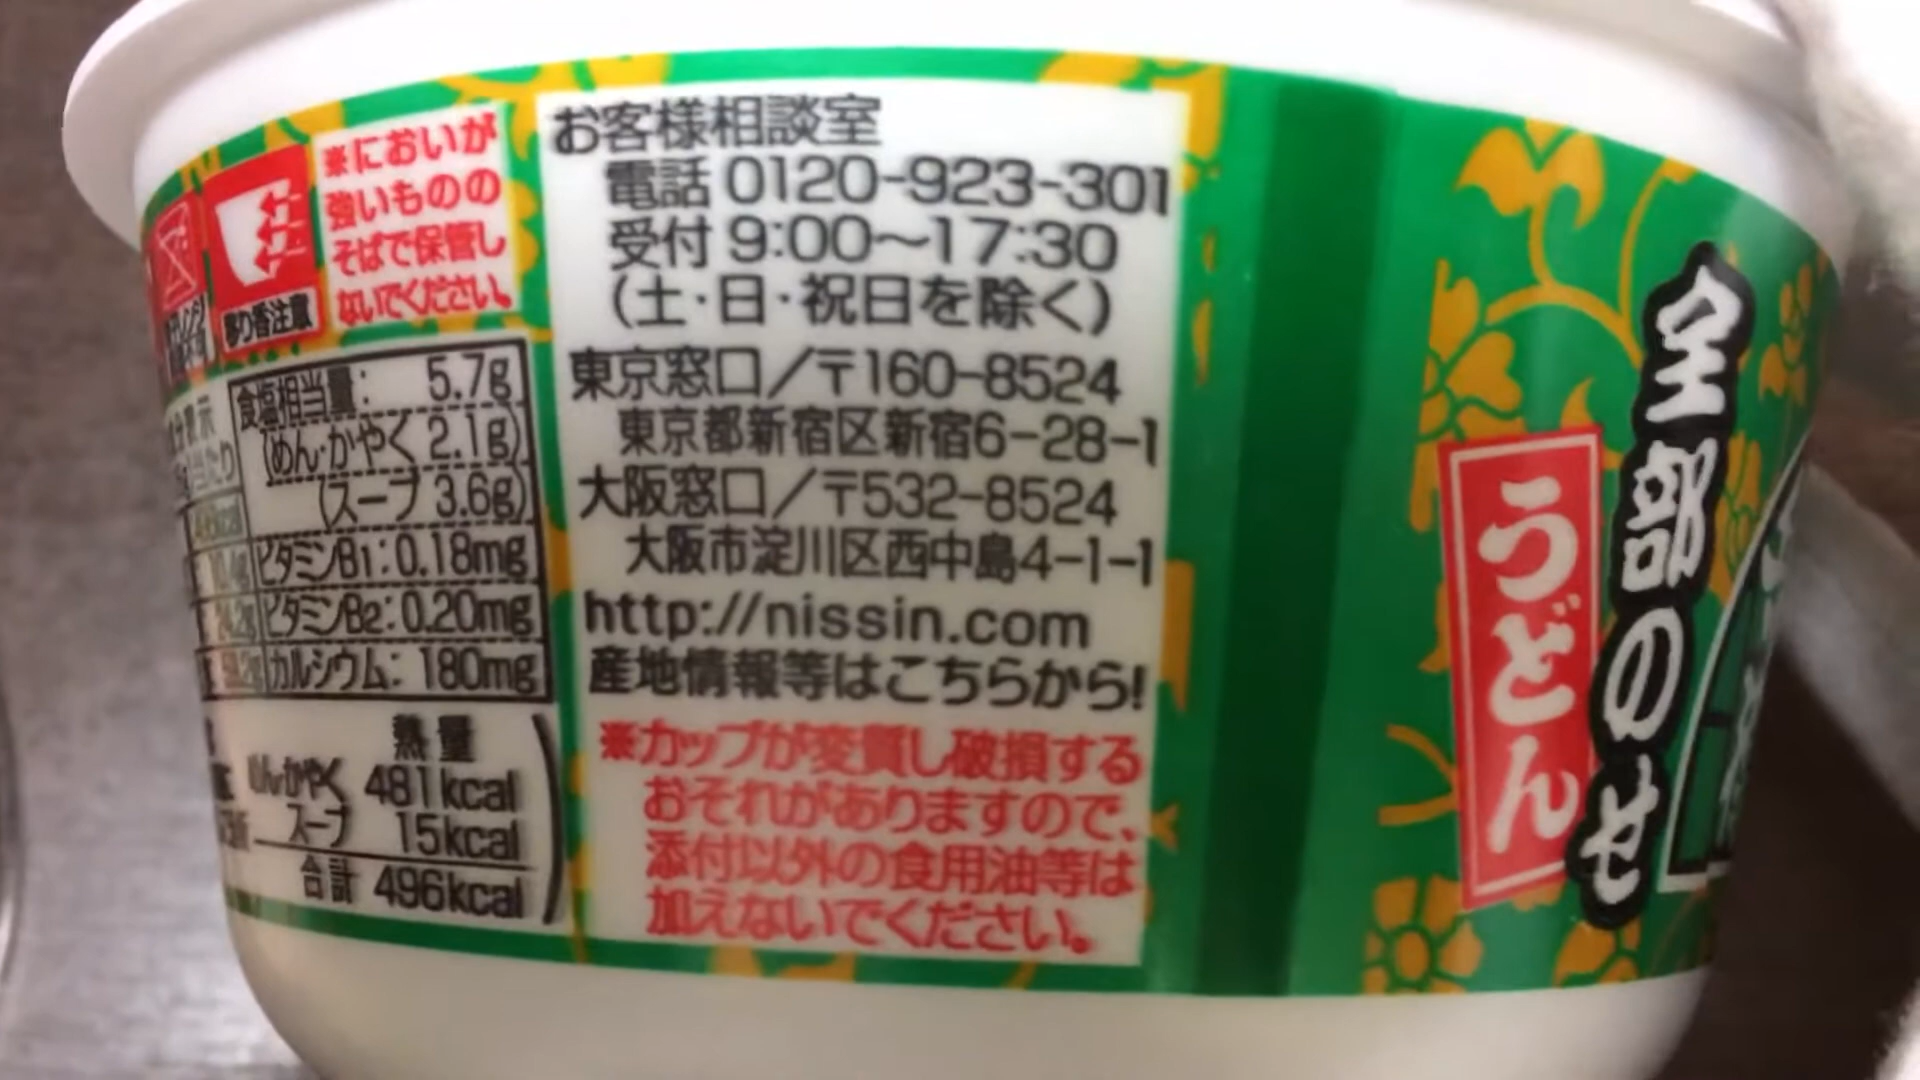 ※においが
強いものの
そばで保管し
ないでください。
移り香注意
食塩相当量: 5.7g
(めん・かやく 2.1g)
(スープ 3.6g)
ビタミンB1: 0.18mg
ビタミンB2: 0.20mg
カルシウム: 180mg
熱量
めんかやく 481kcal
スープ 15kcal
合計 496kcal
お客様相談室
電話 0120-923-301
受付 9:00〜17:30
(土・日・祝日を除く)
東京窓口/〒160-8524
東京都新宿区新宿6-28-1
大阪窓口/〒532-8524
大阪市淀川区西中島4-1-1
http://nissin.com
産地情報等はこちらから!
※カップが変質し破損する
おそれがありますので、
添付以外の食用油等は
加えないでください。
全部のせ
うどん